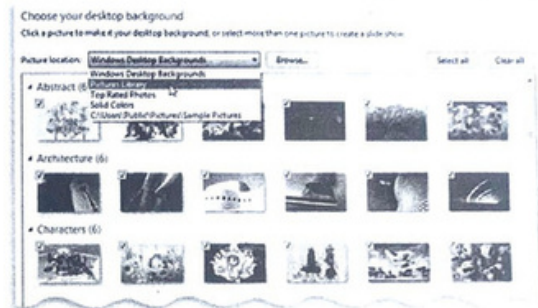 Choose your desktop background
Click a picture to make it your desktop background, or select more than one picture to create a slide show.
Picture location: Windows Desktop Backgrounds Browse... Select all Clear all
Windows Desktop Backgrounds
Pictures Library
Top Rated Photos
Solid Colors
C:\Users\Public\Pictures\Sample Pictures
Abstract (6
Architecture (6)
Characters (6)